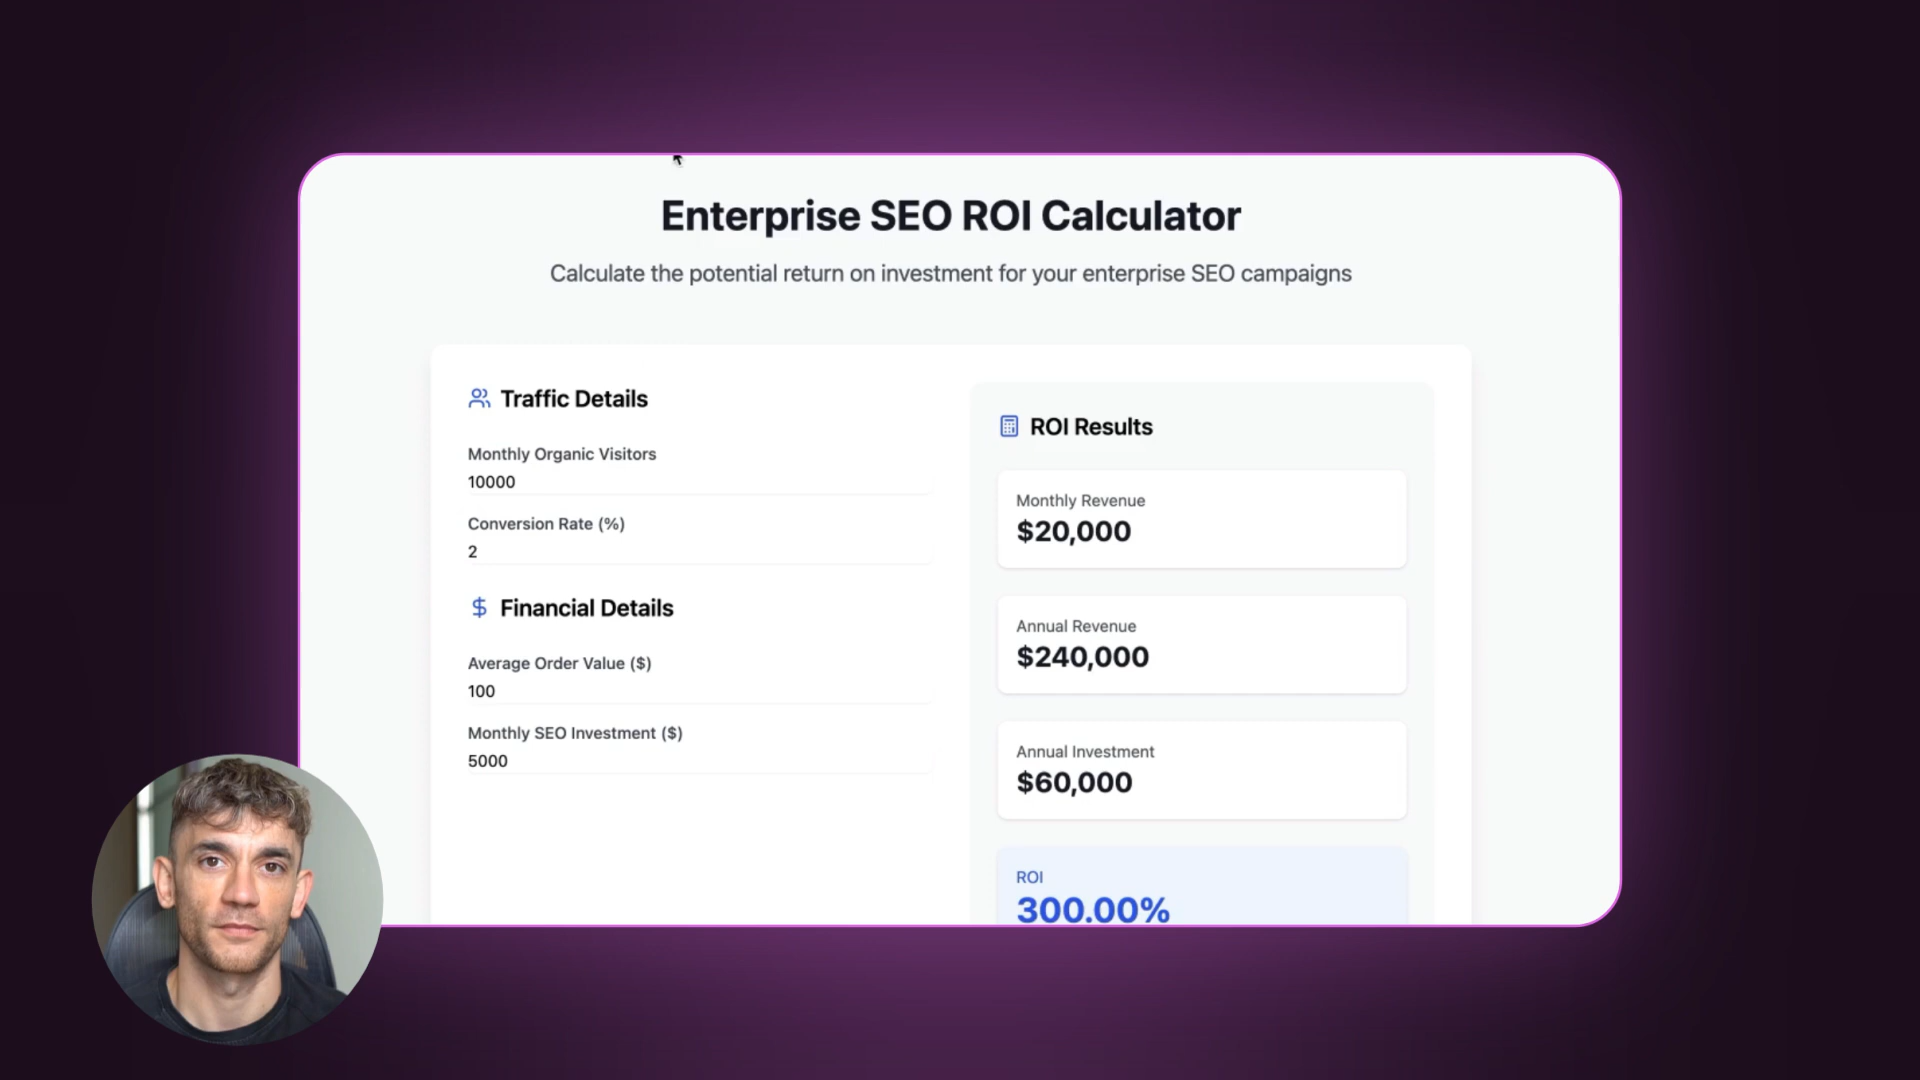 Enterprise SEO ROI Calculator
Calculate the potential return on investment for your enterprise SEO campaigns
Traffic Details
Monthly Organic Visitors
10000
Conversion Rate (%)
2
Financial Details
Average Order Value ($)
100
Monthly SEO Investment ($)
5000
ROI Results
Monthly Revenue
$20,000
Annual Revenue
$240,000
Annual Investment
$60,000
ROI
300.00%